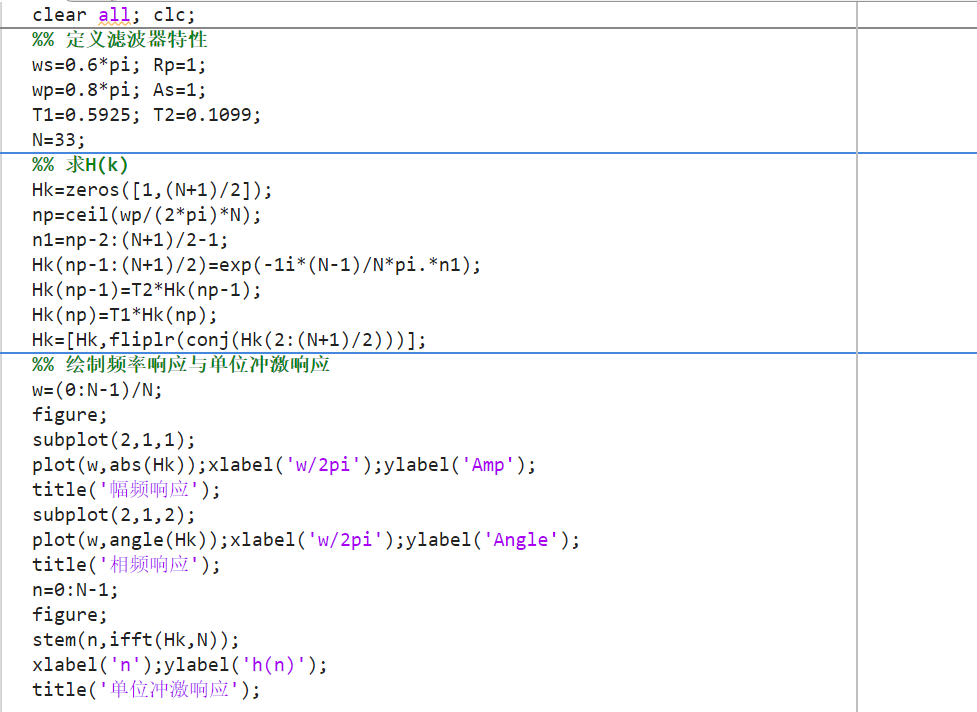 clear all; clc;
%% 定义滤波器特性
ws=0.6*pi; Rp=1;
wp=0.8*pi; As=1;
T1=0.5925; T2=0.1099;
N=33;
%% 求H(k)
Hk=zeros([1,(N+1)/2]);
np=ceil(wp/(2*pi)*N);
n1=np-2:(N+1)/2-1;
Hk(np-1:(N+1)/2)=exp(-1i*(N-1)/N*pi.*n1);
Hk(np-1)=T2*Hk(np-1);
Hk(np)=T1*Hk(np);
Hk=[Hk,fliplr(conj(Hk(2:(N+1)/2)))];
%% 绘制频率响应与单位冲激响应
w=(0:N-1)/N;
figure;
subplot(2,1,1);
plot(w,abs(Hk));xlabel('w/2pi');ylabel('Amp');
title('幅频响应');
subplot(2,1,2);
plot(w,angle(Hk));xlabel('w/2pi');ylabel('Angle');
title('相频响应');
n=0:N-1;
figure;
stem(n,ifft(Hk,N));
xlabel('n');ylabel('h(n)');
title('单位冲激响应');